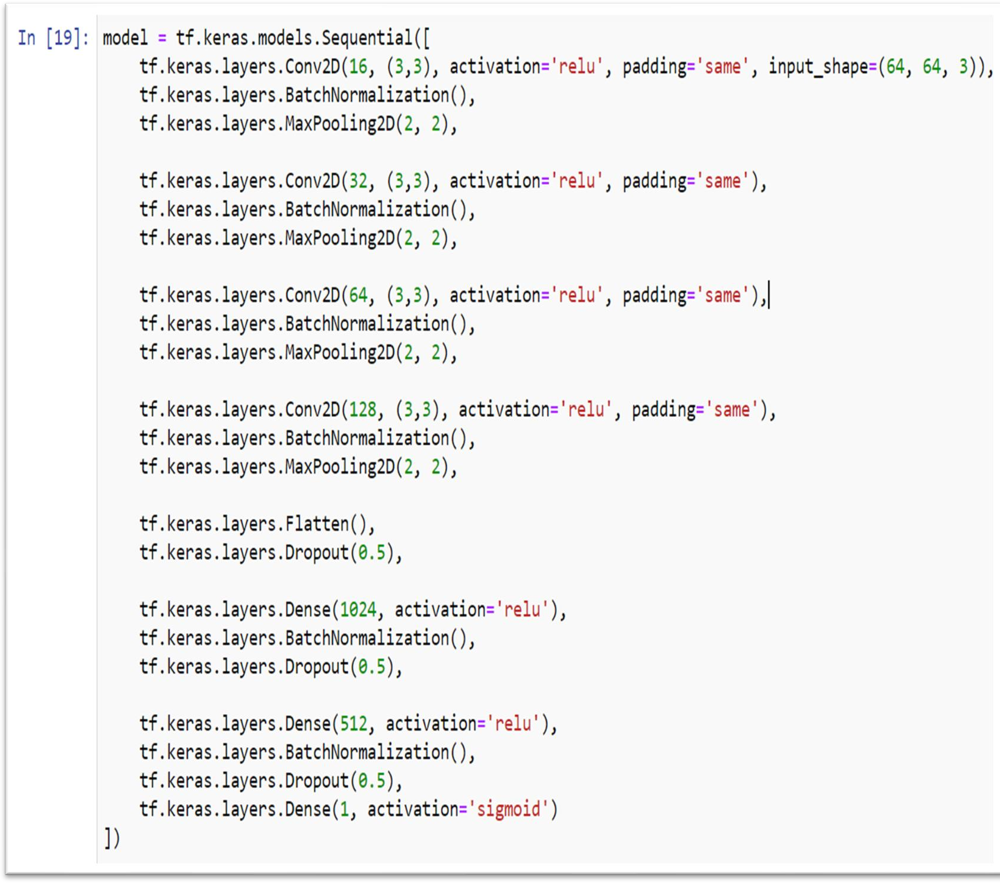 In [19]: model = tf.keras.models.Sequential([
    tf.keras.layers.Conv2D(16, (3,3), activation='relu', padding='same', input_shape=(64, 64, 3)),
    tf.keras.layers.BatchNormalization(),
    tf.keras.layers.MaxPooling2D(2, 2),
    tf.keras.layers.Conv2D(32, (3,3), activation='relu', padding='same'),
    tf.keras.layers.BatchNormalization(),
    tf.keras.layers.MaxPooling2D(2, 2),
    tf.keras.layers.Conv2D(64, (3,3), activation='relu', padding='same'),
    tf.keras.layers.BatchNormalization(),
    tf.keras.layers.MaxPooling2D(2, 2),
    tf.keras.layers.Conv2D(128, (3,3), activation='relu', padding='same'),
    tf.keras.layers.BatchNormalization(),
    tf.keras.layers.MaxPooling2D(2, 2),
    tf.keras.layers.Flatten(),
    tf.keras.layers.Dropout(0.5),
    tf.keras.layers.Dense(1024, activation='relu'),
    tf.keras.layers.BatchNormalization(),
    tf.keras.layers.Dropout(0.5),
    tf.keras.layers.Dense(512, activation='relu'),
    tf.keras.layers.BatchNormalization(),
    tf.keras.layers.Dropout(0.5),
    tf.keras.layers.Dense(1, activation='sigmoid')
])